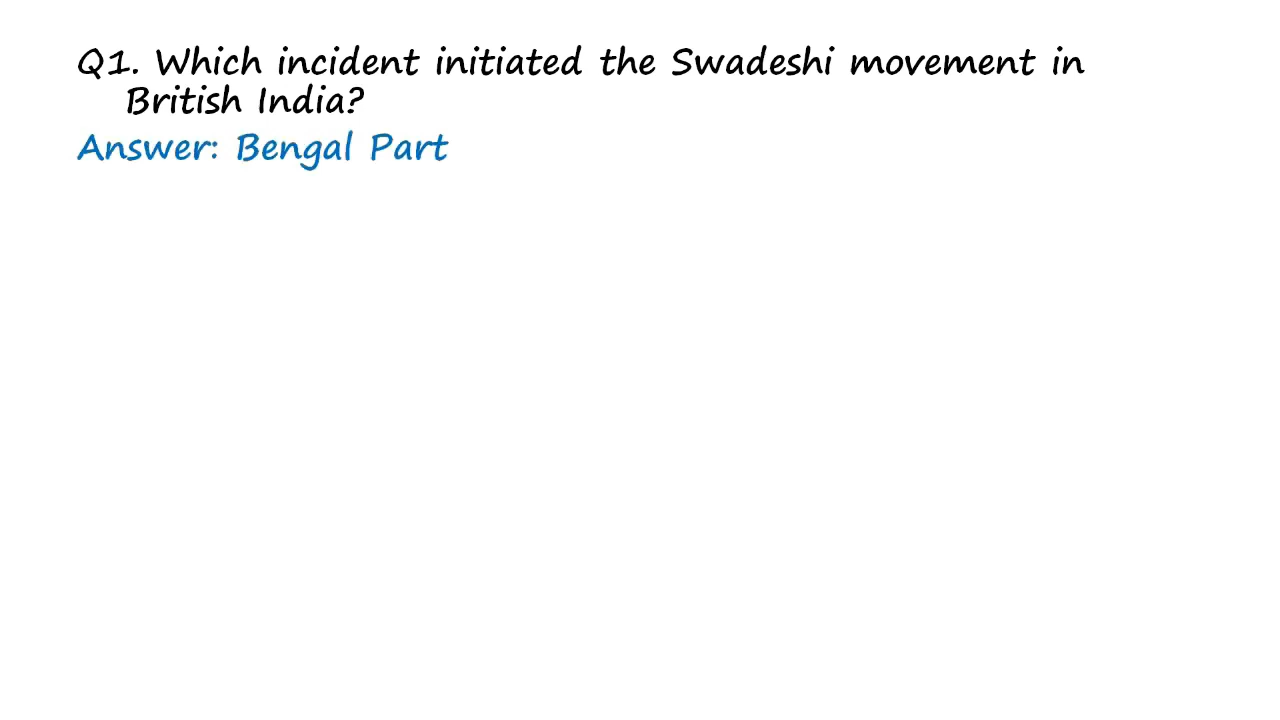 Q1. Which incident initiated the Swadeshi movement in
British India?
Answer: Bengal Part